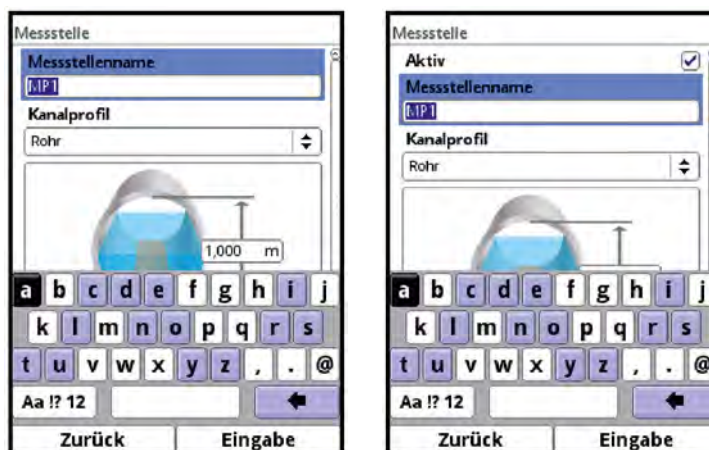 Messstelle
Messstellenname
MP1
Kanalprofil
Rohr
1,000 m
a b c d e f g h i j
k l m n o p q r s
t u v w x y z , . @
Aa !? 12
Zurück Eingabe
Messstelle
Aktiv
Messstellenname
MP1
Kanalprofil
Rohr
a b c d e f g h i j
k l m n o p q r s
t u v w x y z , . @
Aa !? 12
Zurück Eingabe